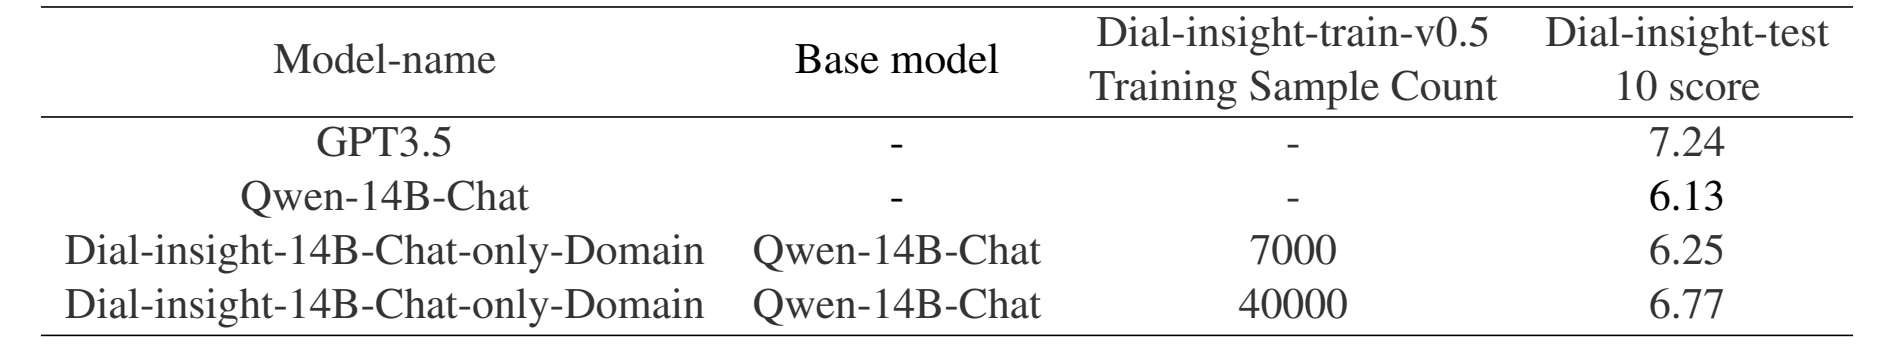 Model-name Base model Dial-insight-train-v0.5 Training Sample Count Dial-insight-test 10 score
GPT3.5 - - 7.24
Qwen-14B-Chat - - 6.13
Dial-insight-14B-Chat-only-Domain Qwen-14B-Chat 7000 6.25
Dial-insight-14B-Chat-only-Domain Qwen-14B-Chat 40000 6.77